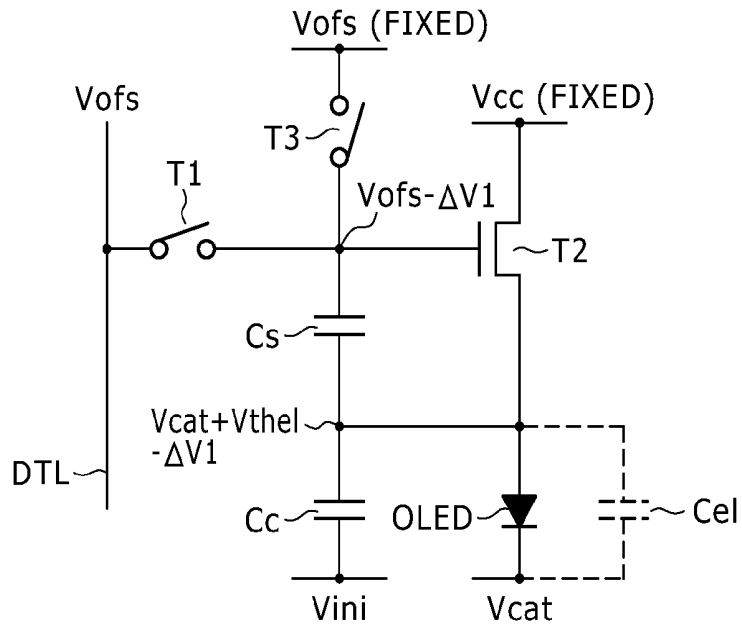 Vofs (FIXED)
Vofs
T3
Vcc (FIXED)
T1
Vofs-ΔV1
T2
Cs
Vcat+Vthel
-ΔV1
DTL
Cc
OLED
Cel
Vini
Vcat